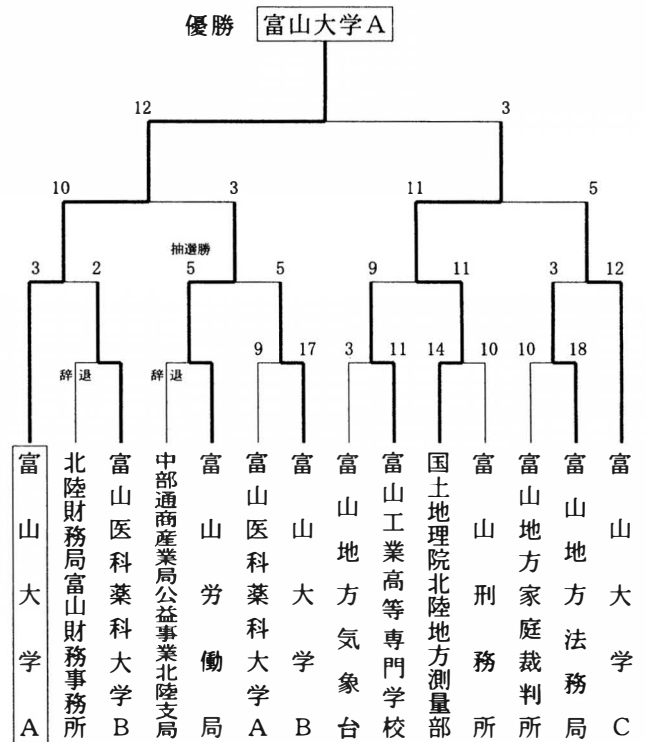 優勝 富山大学A
12 3
10 3 11 5
抽選勝
3 2 5 5 9 11 3 12
辞退 辞退 9 17 3 11 14 10 10 18
富山大学A
北陸財務局富山財務事務所
富山医科薬科大学B
中部通商産業局公益事業北陸支局
富山労働局
富山医科薬科大学A
富山大学B
富山地方気象台
富山工業高等専門学校
国土地理院北陸地方測量部
富山刑務所
富山地方家庭裁判所
富山地方法務局
富山大学C